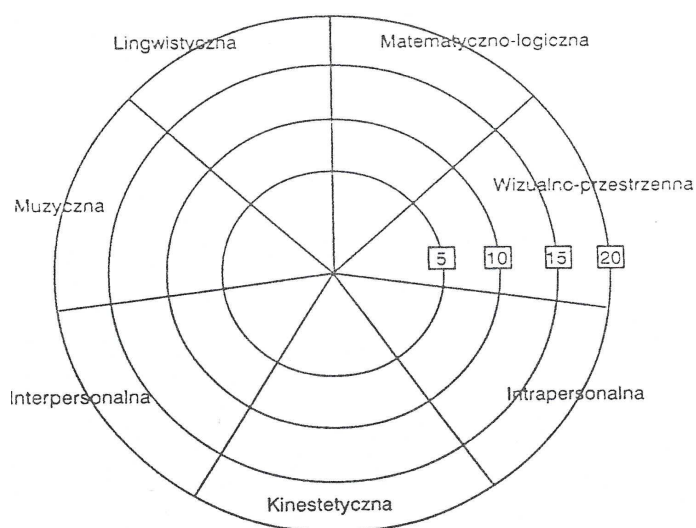 Lingwistyczna
Matematyczno-logiczna
Muzyczna
Wizualno-przestrzenna
5 10 15 20
Interpersonalna
Intrapersonalna
Kinestetyczna